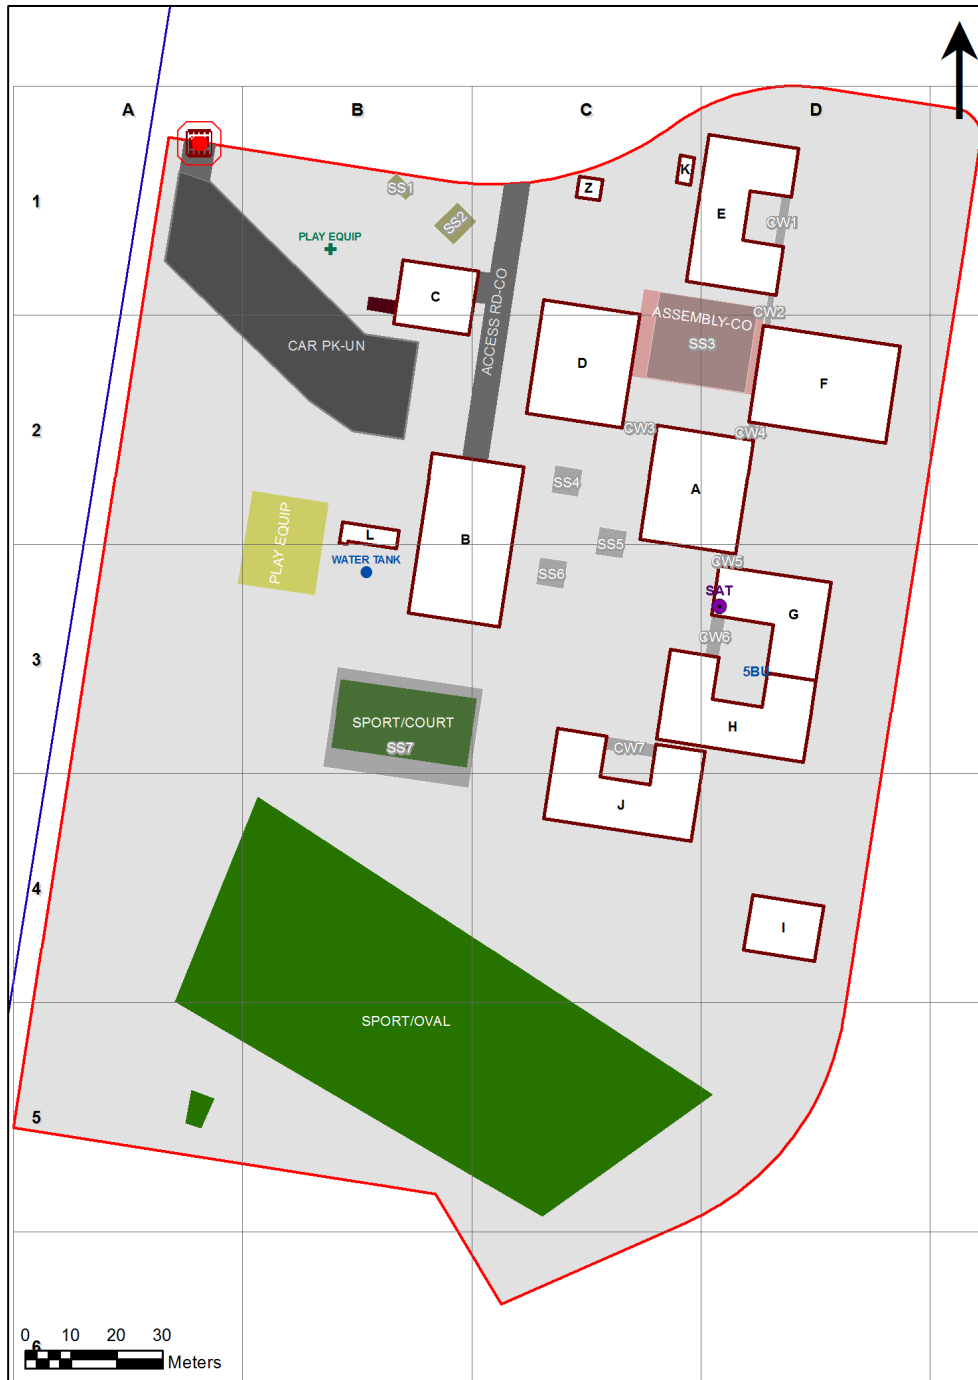 A
B
C
D
1
SS1
SS2
Z
K
E
CW1
PLAY EQUIP
C
ACCESS RD-CO
CW2
ASSEMBLY-CO
SS3
CAR PK-UN
D
F
2
CW3
CW4
SS4
A
PLAY EQUIP
L
B
SS5
WATER TANK
SS6
CW5
SAT
G
CW6
3
5BU
SPORT/COURT
SS7
H
CW7
J
4
I
SPORT/OVAL
5
0 10 20 30
6
Meters